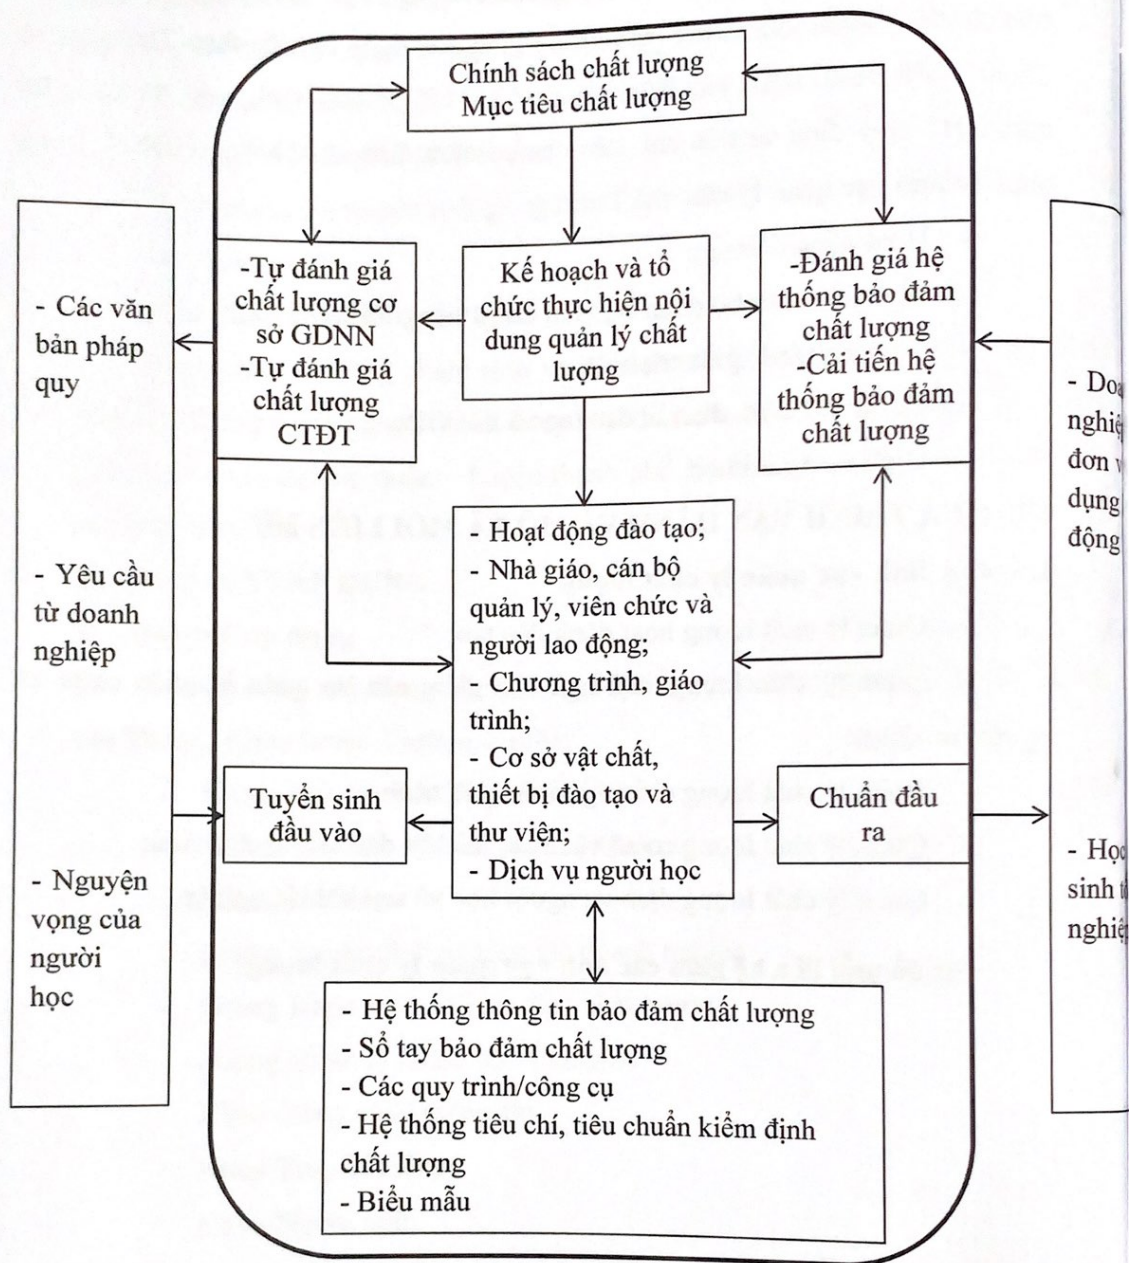 Chính sách chất lượng
Mục tiêu chất lượng
- Các văn
bản pháp
quy
- Yêu cầu
từ doanh
nghiệp
- Nguyện
vọng của
người
học
-Tự đánh giá
chất lượng cơ
sở GDNN
-Tự đánh giá
chất lượng
CTĐT
Kế hoạch và tổ
chức thực hiện nội
dung quản lý chất
lượng
-Đánh giá hệ
thống bảo đảm
chất lượng
-Cải tiến hệ
thống bảo đảm
chất lượng
- Hoạt động đào tạo;
- Nhà giáo, cán bộ
quản lý, viên chức và
người lao động;
- Chương trình, giáo
trình;
- Cơ sở vật chất,
thiết bị đào tạo và
thư viện;
- Dịch vụ người học
Tuyển sinh
đầu vào
Chuẩn đầu
ra
-
đơn
dụng
động
-
sinh
- Hệ thống thông tin bảo đảm chất lượng
- Sổ tay bảo đảm chất lượng
- Các quy trình/công cụ
- Hệ thống tiêu chí, tiêu chuẩn kiểm định
chất lượng
- Biểu mẫu